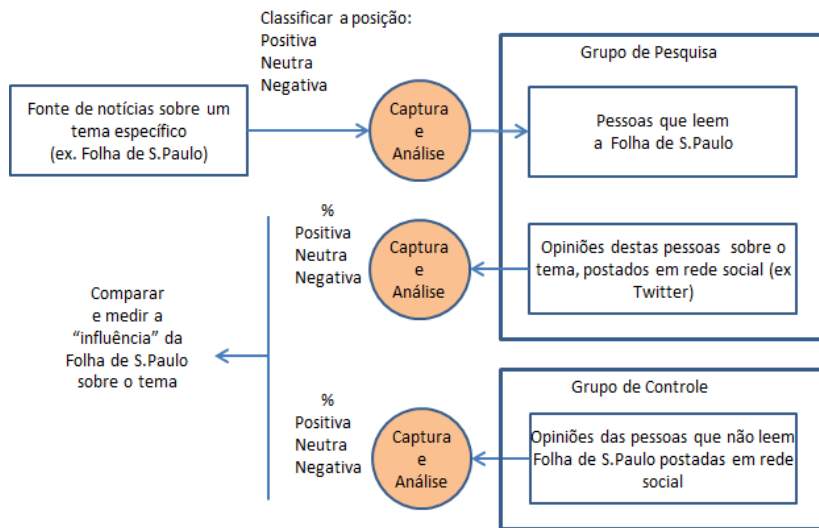 Classificar a posição:
Positiva
Neutra
Negativa
Grupo de Pesquisa
Fonte de notícias sobre um
tema específico
(ex. Folha de S.Paulo)
Captura
e
Análise
Pessoas que leem
a Folha de S.Paulo
%
Positiva
Neutra
Negativa
Captura
e
Análise
Opiniões destas pessoas sobre o
tema, postados em rede social (ex
Twitter)
Comparar
e medir a
“influência” da
Folha de S.Paulo
sobre o tema
Grupo de Controle
%
Positiva
Neutra
Negativa
Captura
e
Análise
Opiniões das pessoas que não leem
Folha de S.Paulo postadas em rede
social